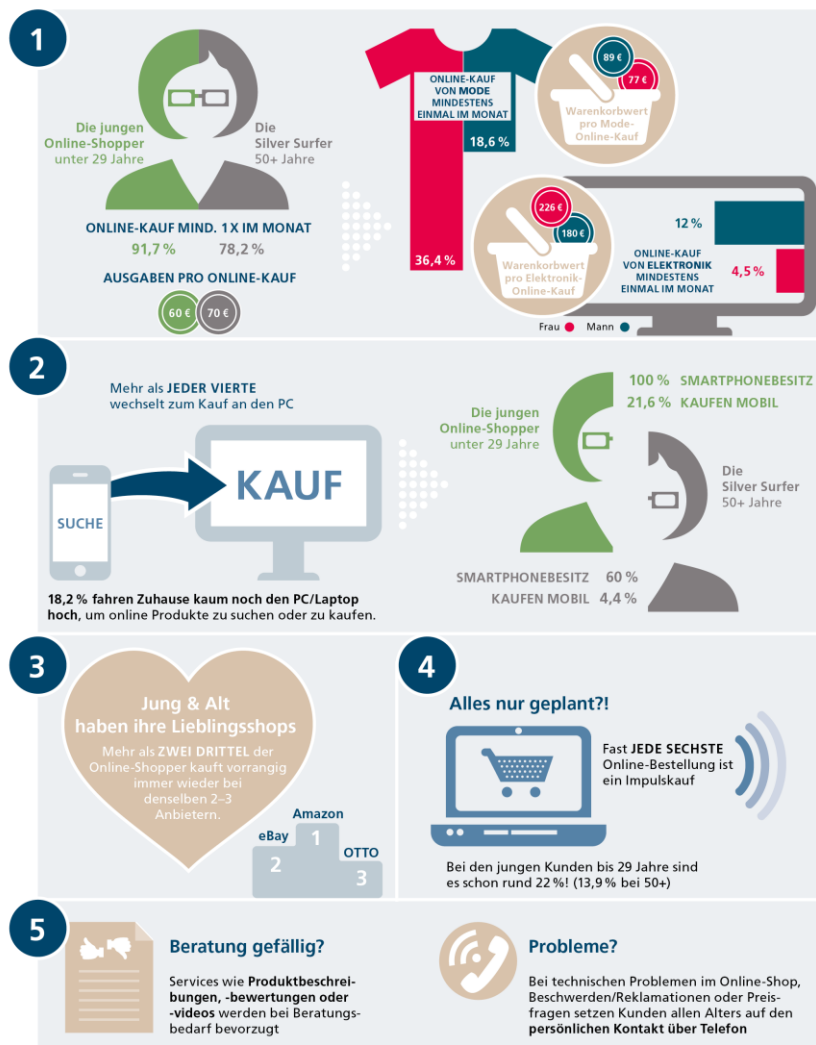 1
Die jungen
Online-Shopper
unter 29 Jahre
Die
Silver Surfer
50+ Jahre
ONLINE-KAUF MIND. 1 X IM MONAT
91,7 %
78,2 %
AUSGABEN PRO ONLINE-KAUF
60 €
70 €
ONLINE-KAUF
VON MODE
MINDESTENS
EINMAL IM MONAT
18,6 %
36,4 %
89 €
77 €
Warenkorbwert
pro Mode-
Online-Kauf
226 €
180 €
Warenkorbwert
pro Elektronik-
Online-Kauf
12 %
ONLINE-KAUF
VON ELEKTRONIK
MINDESTENS
EINMAL IM MONAT
4,5 %
Frau
Mann
2
Mehr als JEDER VIERTE
wechselt zum Kauf an den PC
SUCHE
KAUF
18,2 % fahren Zuhause kaum noch den PC/Laptop
hoch, um online Produkte zu suchen oder zu kaufen.
100 % SMARTPHONEBESITZ
21,6 % KAUFEN MOBIL
Die jungen
Online-Shopper
unter 29 Jahre
Die
Silver Surfer
50+ Jahre
SMARTPHONEBESITZ 60 %
KAUFEN MOBIL 4,4 %
3
Jung & Alt
haben ihre Lieblingsshops
Mehr als ZWEI DRITTEL der
Online-Shopper kauft vorrangig
immer wieder bei
denselben 2–3
Anbietern.
Amazon
1
eBay
2
OTTO
3
4
Alles nur geplant?!
Fast JEDE SECHSTE
Online-Bestellung ist
ein Impulskauf
Bei den jungen Kunden bis 29 Jahre sind
es schon rund 22 %! (13,9 % bei 50+)
5
Beratung gefällig?
Services wie Produktbeschrei-
bungen, -bewertungen oder
-videos werden bei Beratungs-
bedarf bevorzugt
Probleme?
Bei technischen Problemen im Online-Shop,
Beschwerden/Reklamationen oder Preis-
fragen setzen Kunden allen Alters auf den
persönlichen Kontakt über Telefon